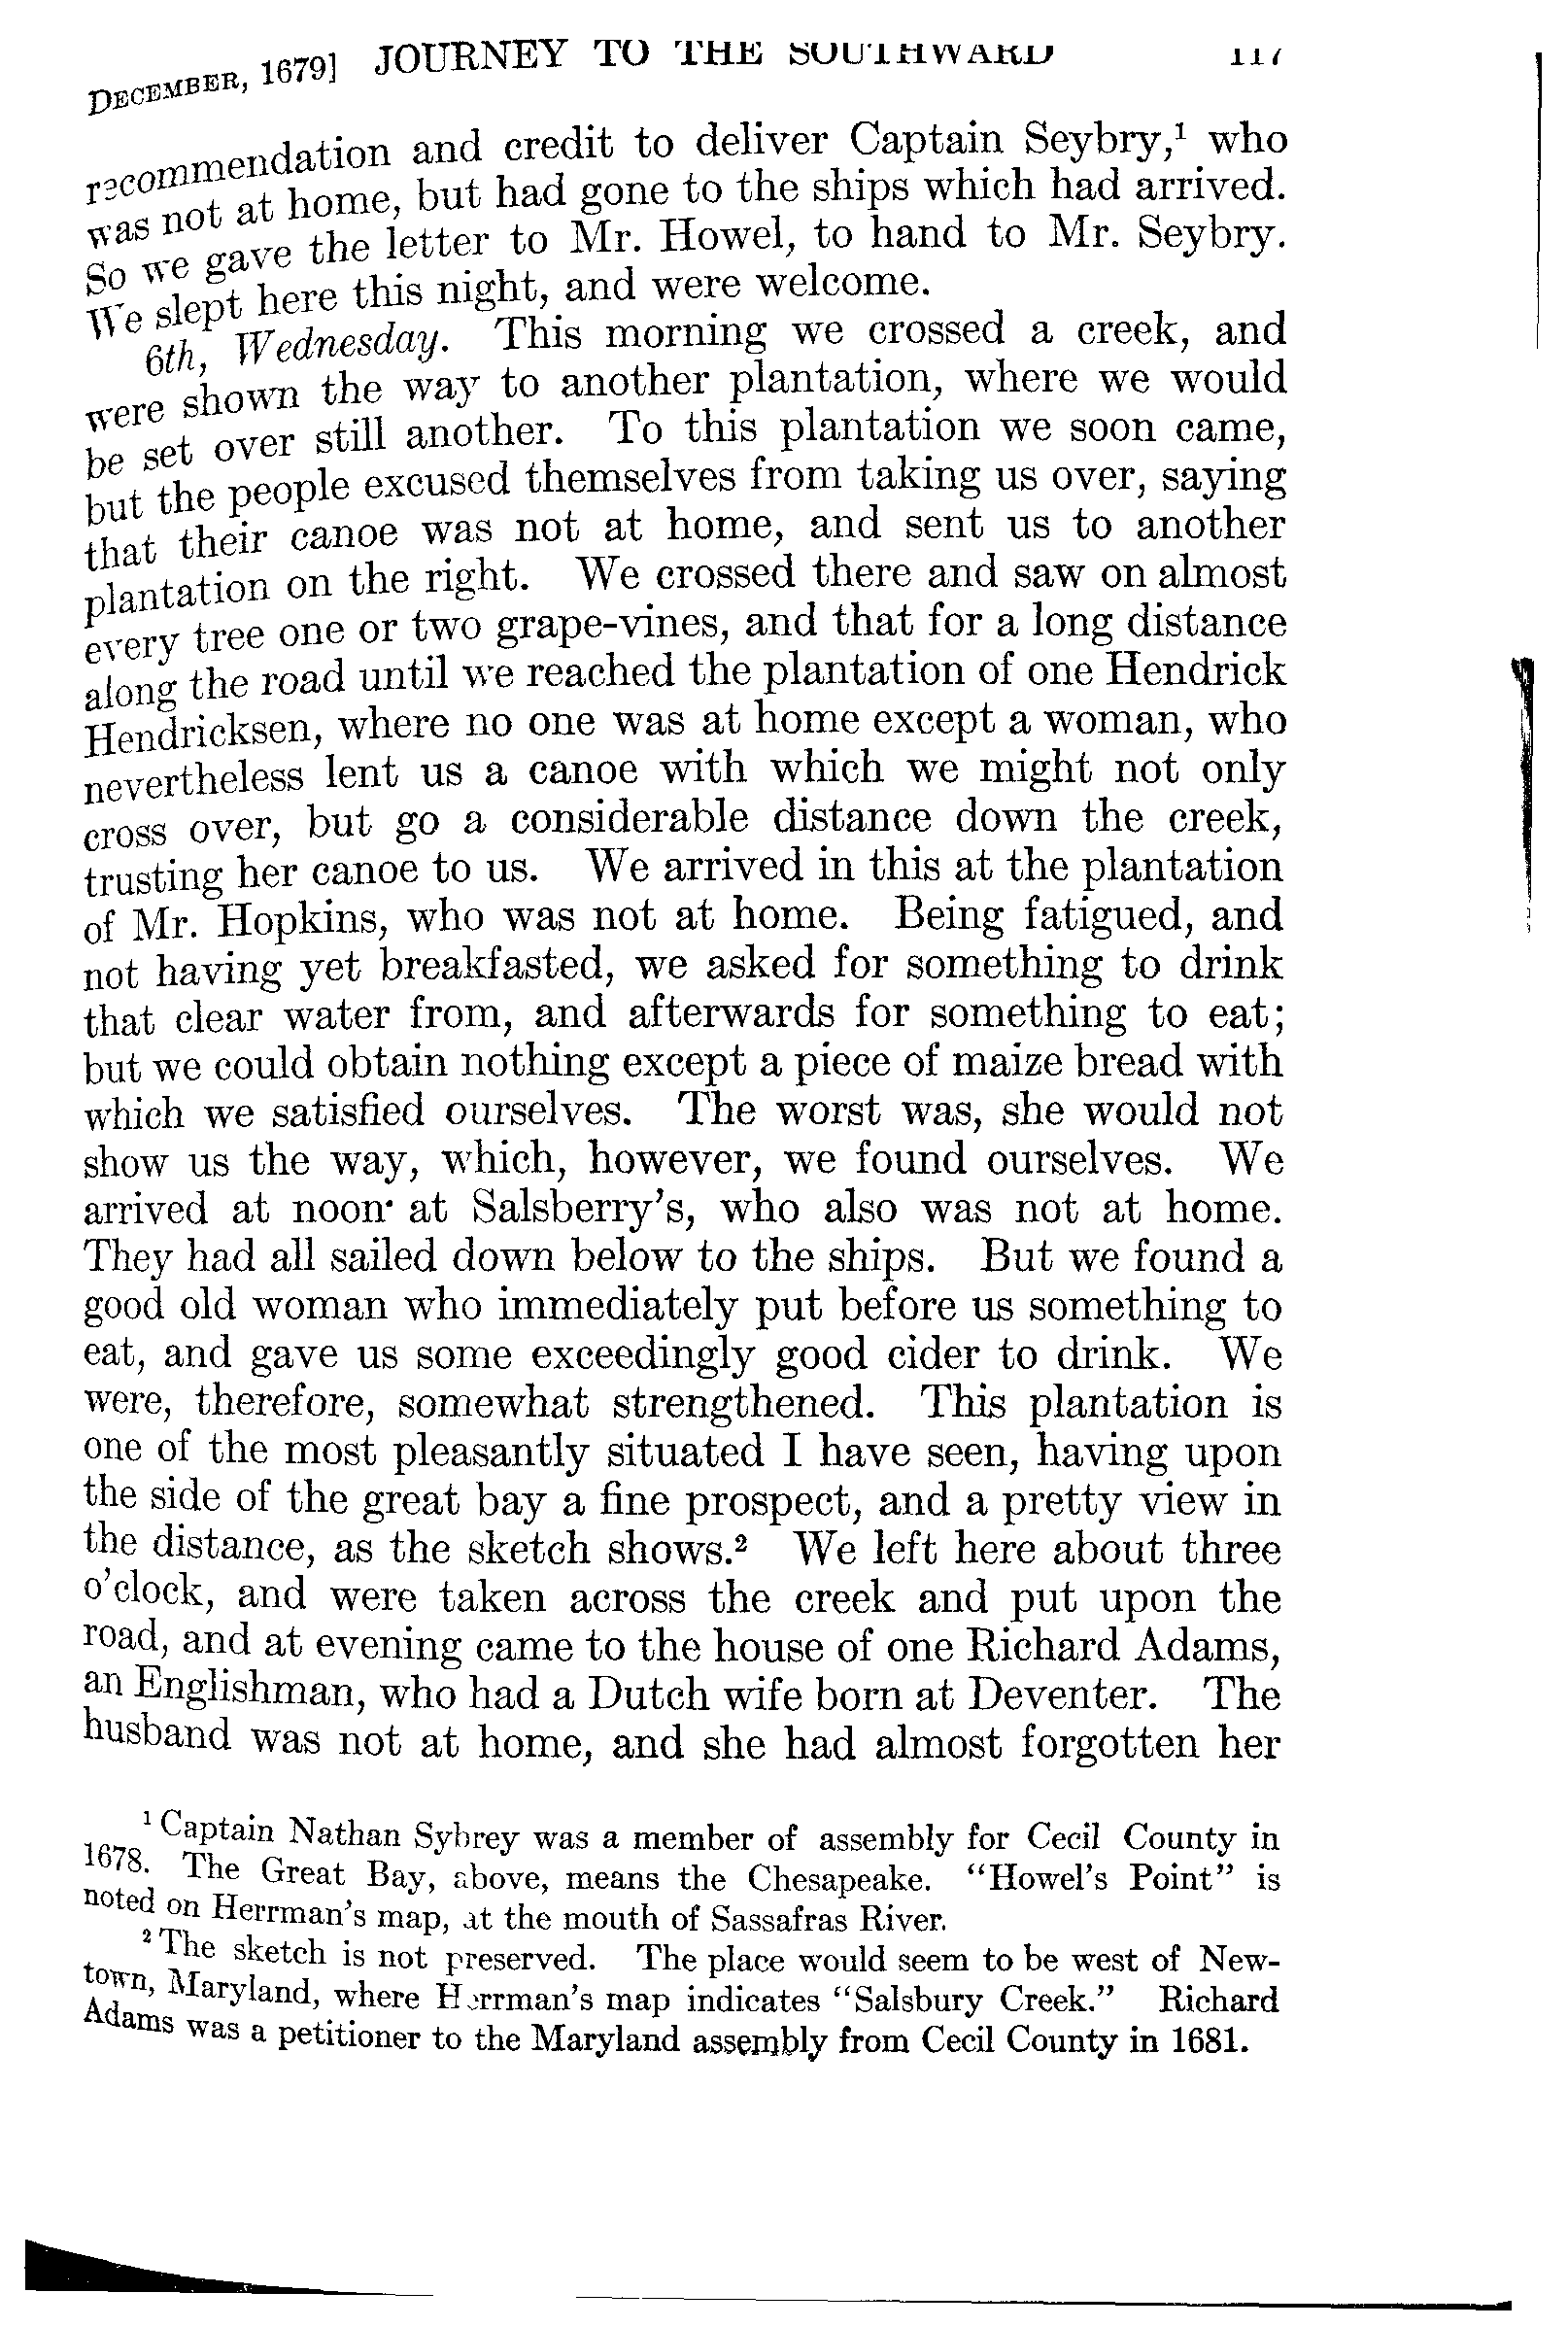 DECEMBER, 1679] JOURNEY TO THE SOUTHWARD 117
recommendation and credit to deliver Captain Seybry,¹ who
was not at home, but had gone to the ships which had arrived.
So we gave the letter to Mr. Howel, to hand to Mr. Seybry.
We slept here this night, and were welcome.
6th, Wednesday. This morning we crossed a creek, and
were shown the way to another plantation, where we would
be set over still another. To this plantation we soon came,
but the people excused themselves from taking us over, saying
that their canoe was not at home, and sent us to another
plantation on the right. We crossed there and saw on almost
every tree one or two grape-vines, and that for a long distance
along the road until we reached the plantation of one Hendrick
Hendricksen, where no one was at home except a woman, who
nevertheless lent us a canoe with which we might not only
cross over, but go a considerable distance down the creek,
trusting her canoe to us. We arrived in this at the plantation
of Mr. Hopkins, who was not at home. Being fatigued, and
not having yet breakfasted, we asked for something to drink
that clear water from, and afterwards for something to eat;
but we could obtain nothing except a piece of maize bread with
which we satisfied ourselves. The worst was, she would not
show us the way, which, however, we found ourselves. We
arrived at noon at Salsberry's, who also was not at home.
They had all sailed down below to the ships. But we found a
good old woman who immediately put before us something to
eat, and gave us some exceedingly good cider to drink. We
were, therefore, somewhat strengthened. This plantation is
one of the most pleasantly situated I have seen, having upon
the side of the great bay a fine prospect, and a pretty view in
the distance, as the sketch shows.² We left here about three
o'clock, and were taken across the creek and put upon the
road, and at evening came to the house of one Richard Adams,
an Englishman, who had a Dutch wife born at Deventer. The
husband was not at home, and she had almost forgotten her
¹ Captain Nathan Sybrey was a member of assembly for Cecil County in
1678. The Great Bay, above, means the Chesapeake. "Howel's Point" is
noted on Herrman's map, at the mouth of Sassafras River.
² The sketch is not preserved. The place would seem to be west of New-
town, Maryland, where Herrman's map indicates "Salsbury Creek." Richard
Adams was a petitioner to the Maryland assembly from Cecil County in 1681.